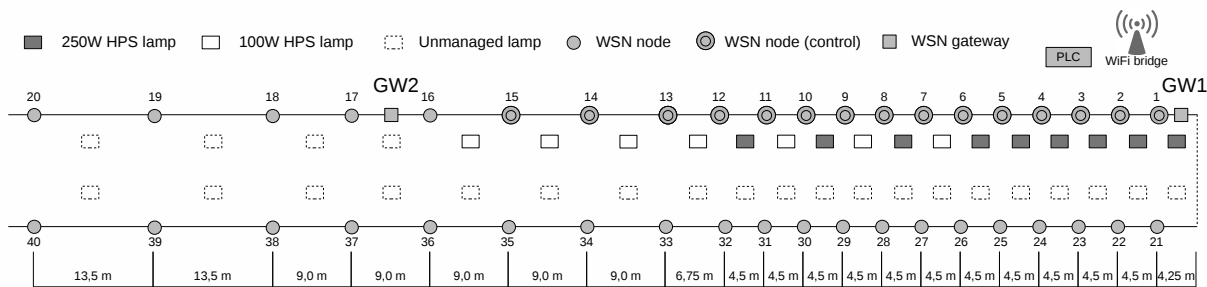 250W HPS lamp 100W HPS lamp Unmanaged lamp WSN node WSN node (control) WSN gateway PLC WiFi bridge
GW2 GW1
20 19 18 17 16 15 14 13 12 11 10 9 8 7 6 5 4 3 2 1
40 39 38 37 36 35 34 33 32 31 30 29 28 27 26 25 24 23 22 21
13,5 m 13,5 m 9,0 m 9,0 m 9,0 m 9,0 m 9,0 m 6,75 m 4,5 m 4,5 m 4,5 m 4,5 m 4,5 m 4,5 m 4,5 m 4,5 m 4,5 m 4,5 m 4,5 m 4,25 m